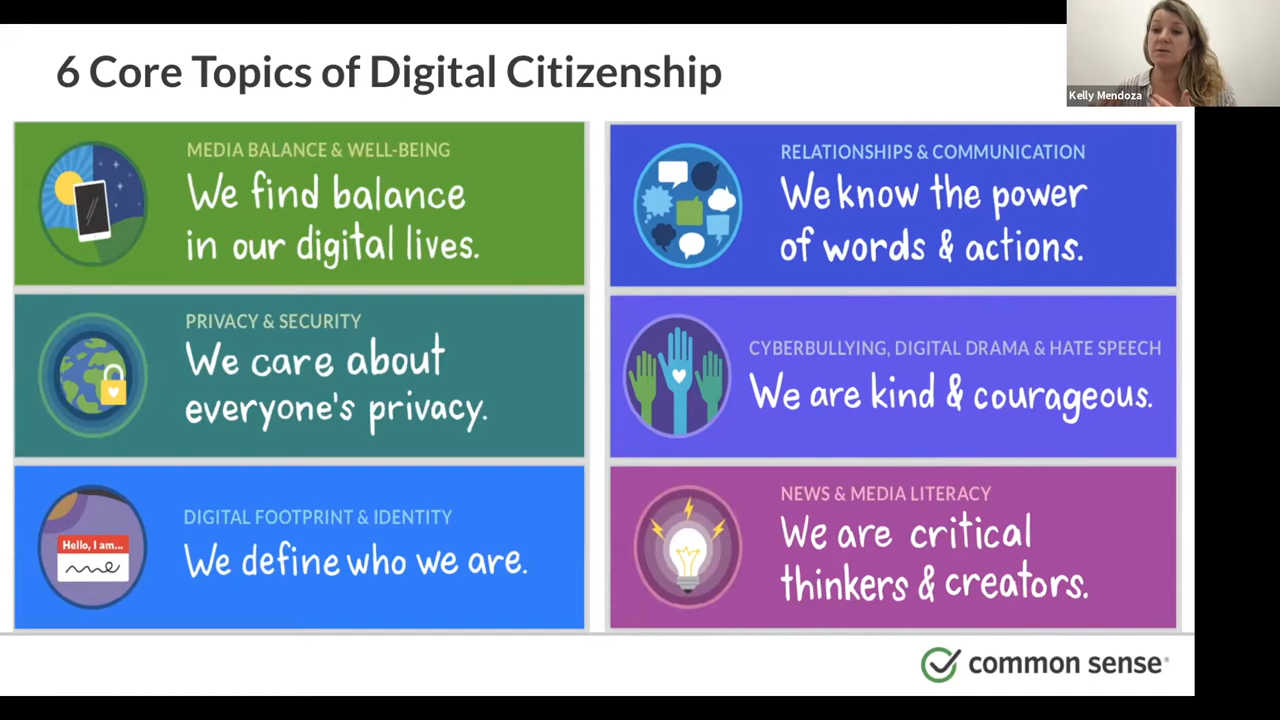 6 Core Topics of Digital Citizenship
Kelly Mendoza
MEDIA BALANCE & WELL-BEING
We find balance
in our digital lives.
PRIVACY & SECURITY
We care about
everyone's privacy.
Hello, I am...
me
DIGITAL FOOTPRINT & IDENTITY
We define who we are.
RELATIONSHIPS & COMMUNICATION
We know the power
of words & actions.
CYBERBULLYING, DIGITAL DRAMA & HATE SPEECH
We are kind & courageous.
NEWS & MEDIA LITERACY
We are critical
thinkers & creators.
common sense®